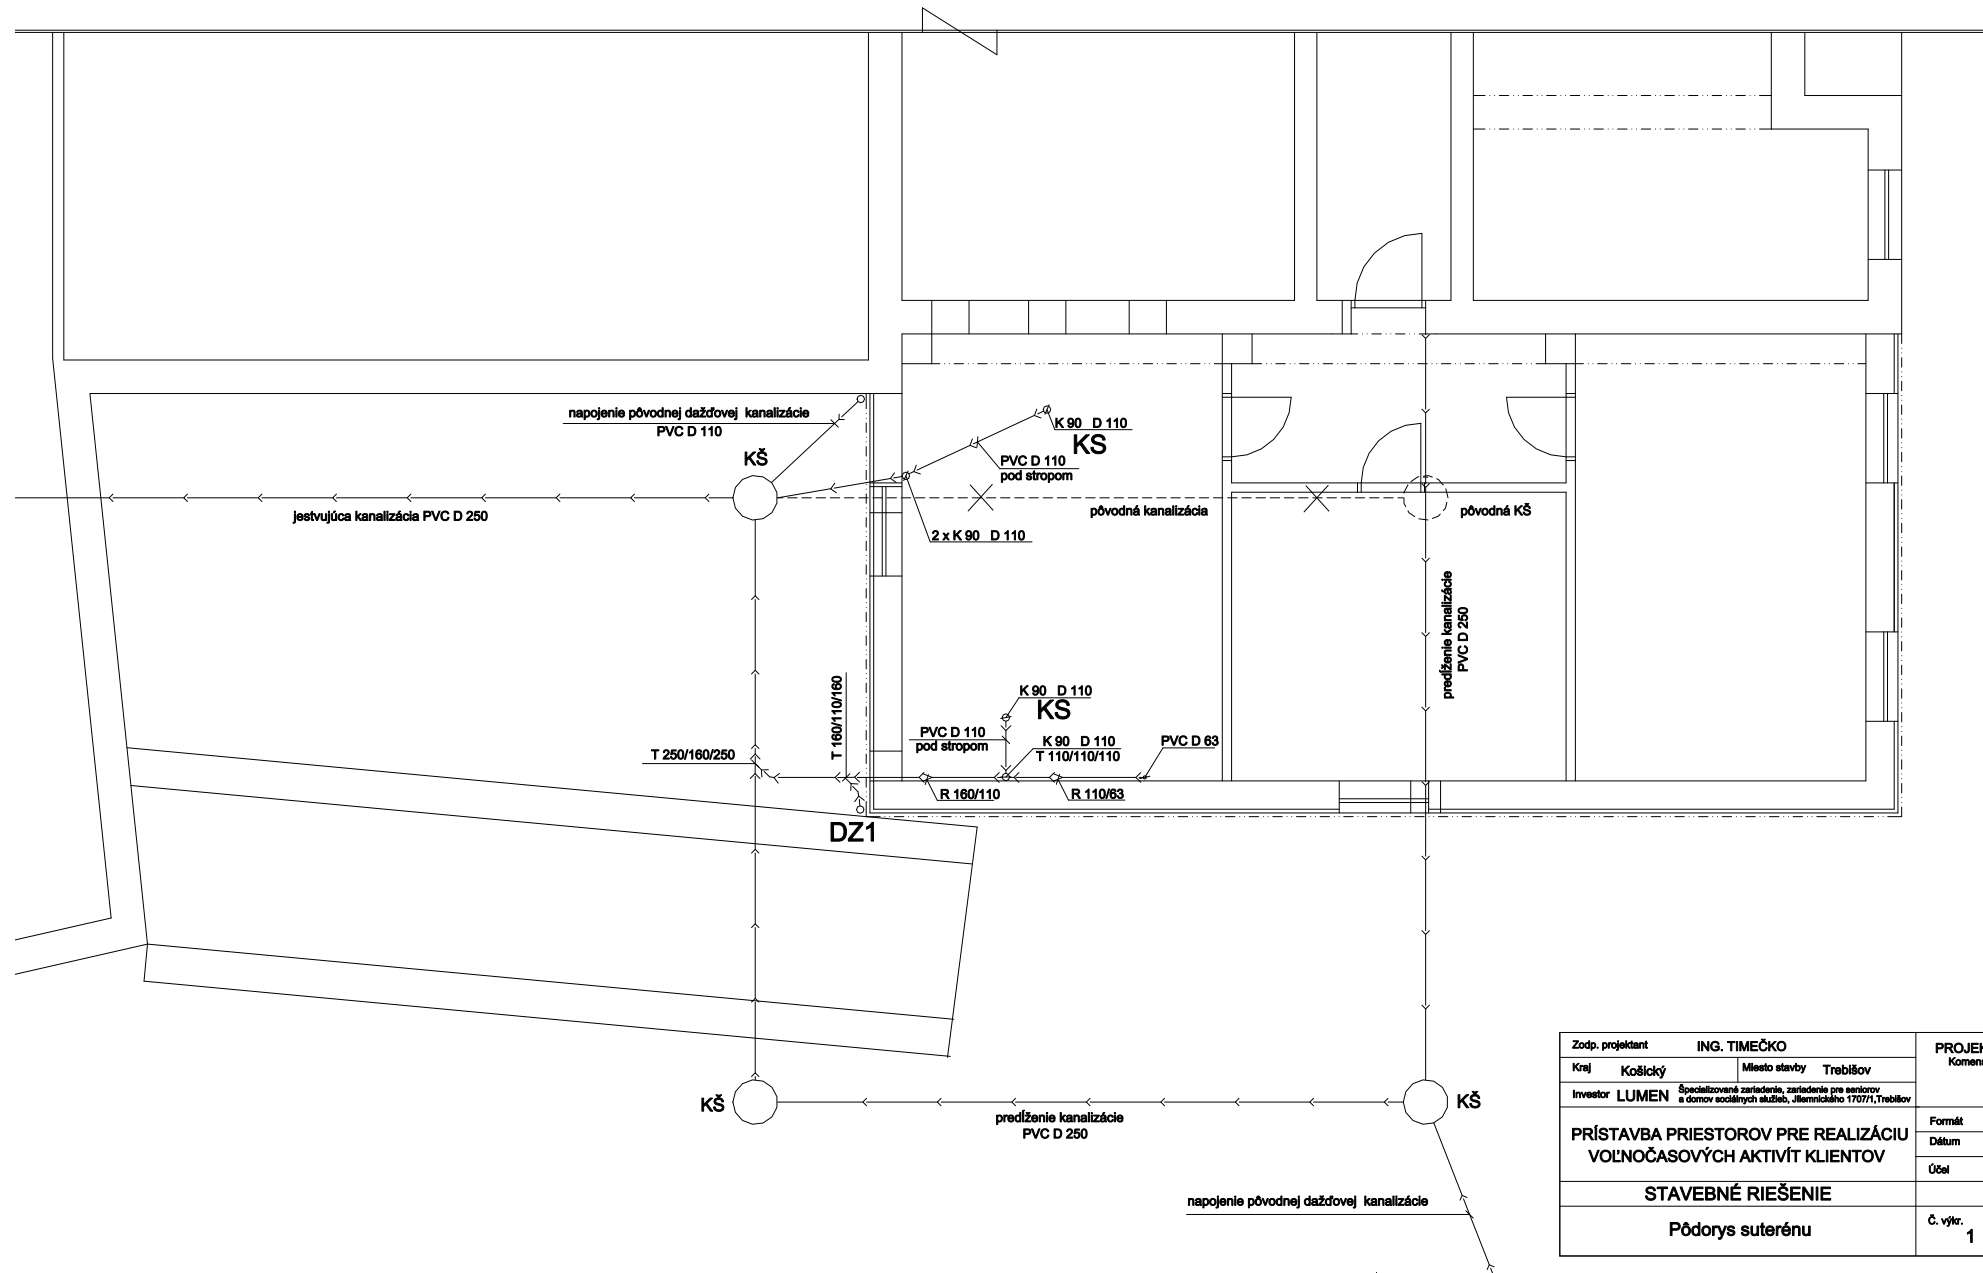 napojenie pôvodnej dažďovej kanalizácie
PVC D 110
KŠ
K 90 D 110
KS
PVC D 110
pod stropom
jestvujúca kanalizácia PVC D 250
pôvodná kanalizácia
pôvodná KŠ
2 x K 90 D 110
predĺženie kanalizácie
PVC D 250
T 160/110/160
K 90 D 110
KS
PVC D 110
pod stropom
K 90 D 110
T 110/110/110
PVC D 63
T 250/160/250
R 160/110
R 110/63
DZ1
KŠ
predĺženie kanalizácie
PVC D 250
KŠ
napojenie pôvodnej dažďovej kanalizácie
Zodp. projektant ING. TIMEČKO
Kraj Košický Miesto stavby Trebišov
Investor LUMEN Špecializované zariadenie, zariadenie pre seniorov
a domov sociálnych služieb, Jilemnického 1707/1,Trebišov
PRÍSTAVBA PRIESTOROV PRE REALIZÁCIU
VOĽNOČASOVÝCH AKTIVÍT KLIENTOV
STAVEBNÉ RIEŠENIE
Pôdorys suterénu
Formát
Dátum
Účel
Č. výkr.
1